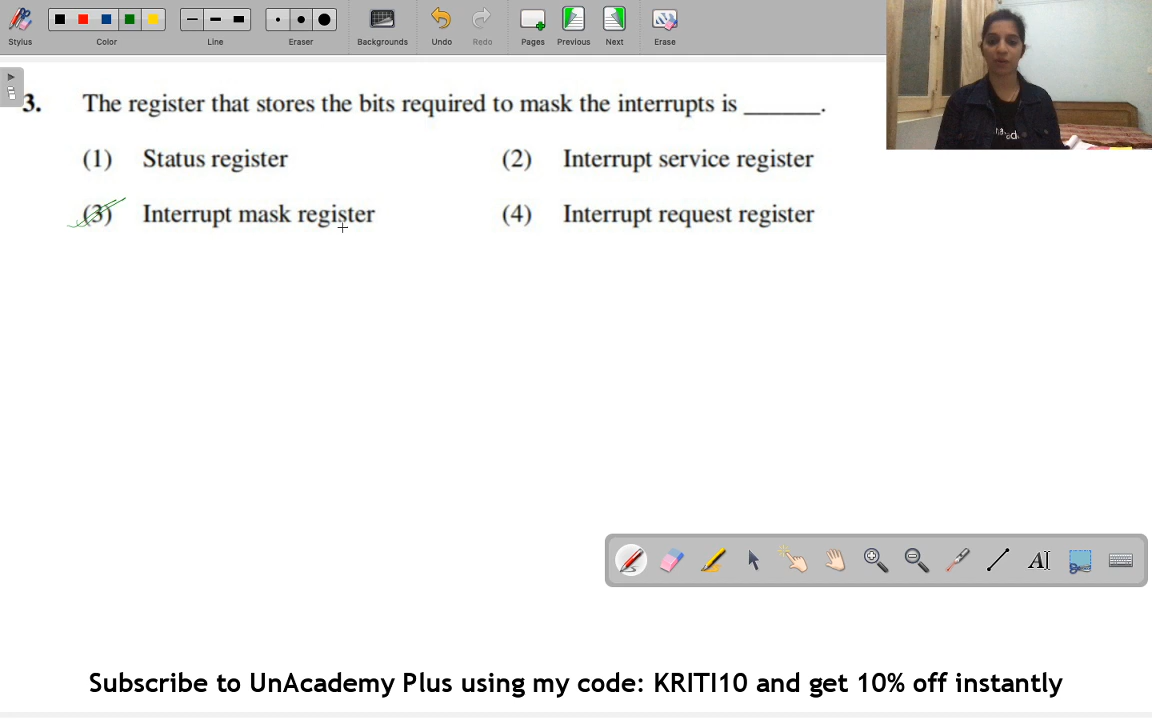 Stylus Color Line Eraser Backgrounds Undo Redo Pages Previous Next Erase
3. The register that stores the bits required to mask the interrupts is ______.
(1) Status register (2) Interrupt service register
(3) Interrupt mask register (4) Interrupt request register
AI
Subscribe to UnAcademy Plus using my code: KRITI10 and get 10% off instantly